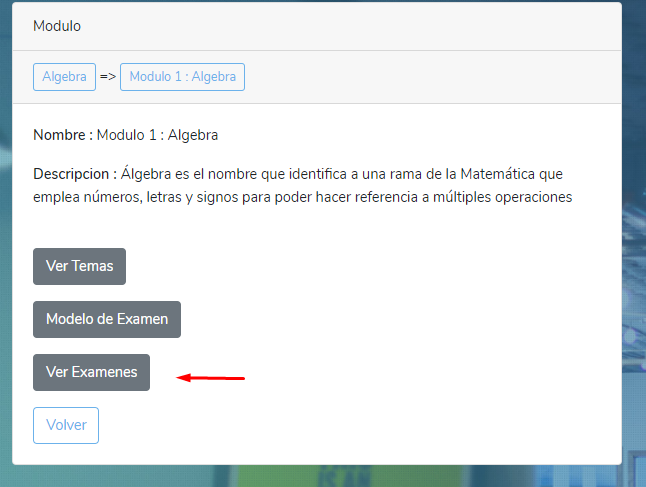 Modulo
Algebra => Modulo 1 : Algebra
Nombre : Modulo 1 : Algebra
Descripcion : Álgebra es el nombre que identifica a una rama de la Matemática que
emplea números, letras y signos para poder hacer referencia a múltiples operaciones
Ver Temas
Modelo de Examen
Ver Examenes
Volver
IS AN